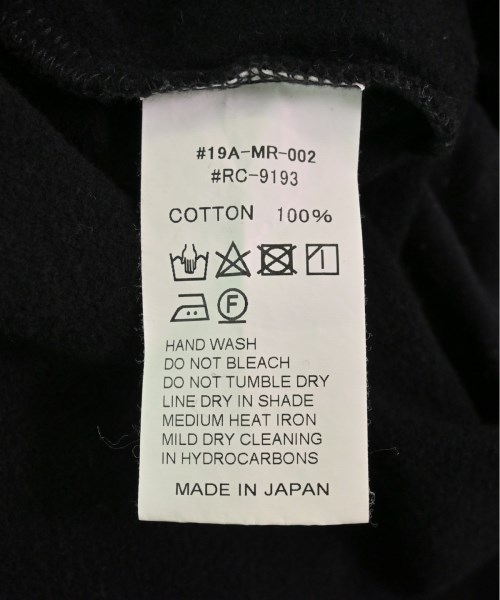 #19A-MR-002
#RC-9193
COTTON 100%
F
HAND WASH
DO NOT BLEACH
DO NOT TUMBLE DRY
LINE DRY IN SHADE
MEDIUM HEAT IRON
MILD DRY CLEANING
IN HYDROCARBONS
MADE IN JAPAN